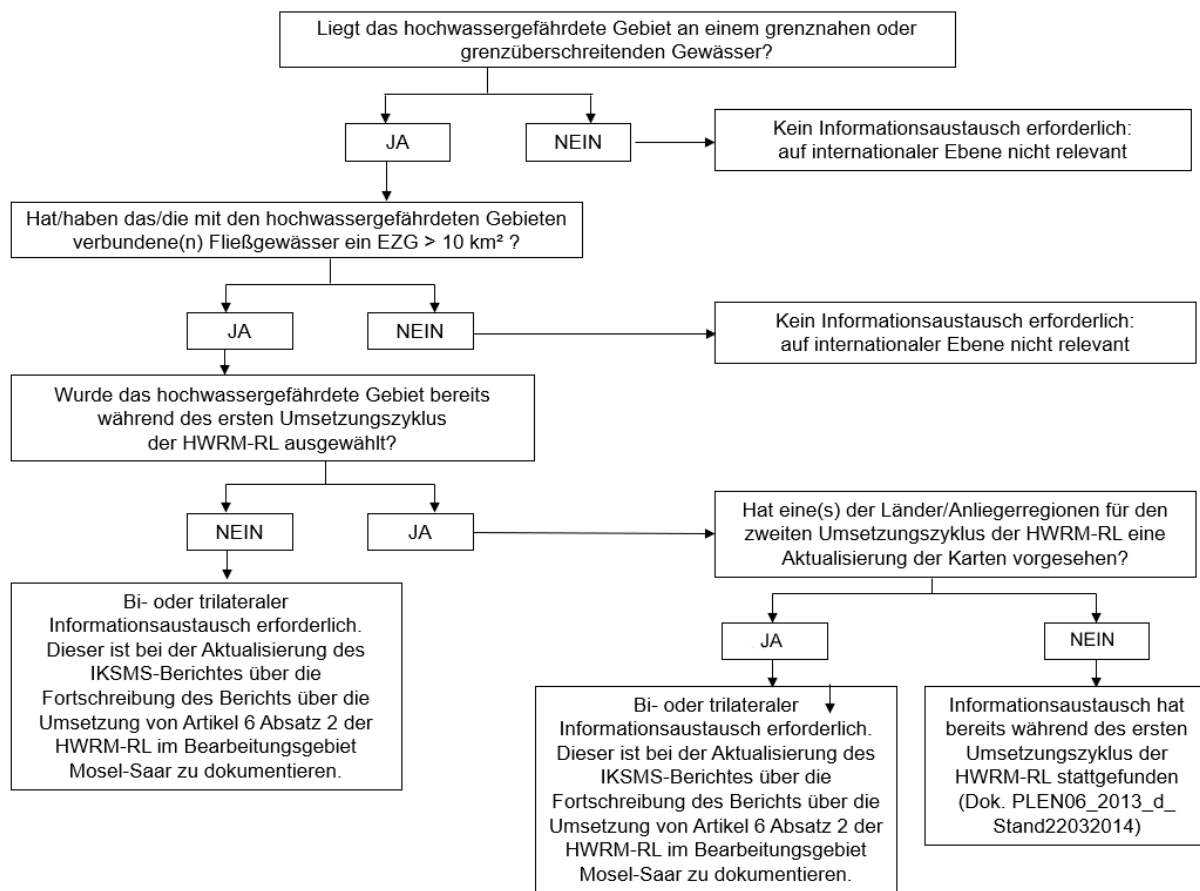 Liegt das hochwassergefährdete Gebiet an einem grenznahen oder
grenzüberschreitenden Gewässer?
JA
NEIN
Kein Informationsaustausch erforderlich:
auf internationaler Ebene nicht relevant
Hat/haben das/die mit den hochwassergefährdeten Gebieten
verbundene(n) Fließgewässer ein EZG > 10 km² ?
JA
NEIN
Kein Informationsaustausch erforderlich:
auf internationaler Ebene nicht relevant
Wurde das hochwassergefährdete Gebiet bereits
während des ersten Umsetzungszyklus
der HWRM-RL ausgewählt?
NEIN
JA
Hat eine(s) der Länder/Anliegerregionen für den
zweiten Umsetzungszyklus der HWRM-RL eine
Aktualisierung der Karten vorgesehen?
Bi- oder trilateraler
Informationsaustausch erforderlich.
Dieser ist bei der Aktualisierung des
IKSMS-Berichtes über die
Fortschreibung des Berichts über die
Umsetzung von Artikel 6 Absatz 2 der
HWRM-RL im Bearbeitungsgebiet
Mosel-Saar zu dokumentieren.
JA
NEIN
Bi- oder trilateraler
Informationsaustausch erforderlich.
Dieser ist bei der Aktualisierung des
IKSMS-Berichtes über die
Fortschreibung des Berichts über die
Umsetzung von Artikel 6 Absatz 2 der
HWRM-RL im Bearbeitungsgebiet
Mosel-Saar zu dokumentieren.
Informationsaustausch hat
bereits während des ersten
Umsetzungszyklus der
HWRM-RL stattgefunden
(Dok. PLEN06_2013_d_
Stand22032014)